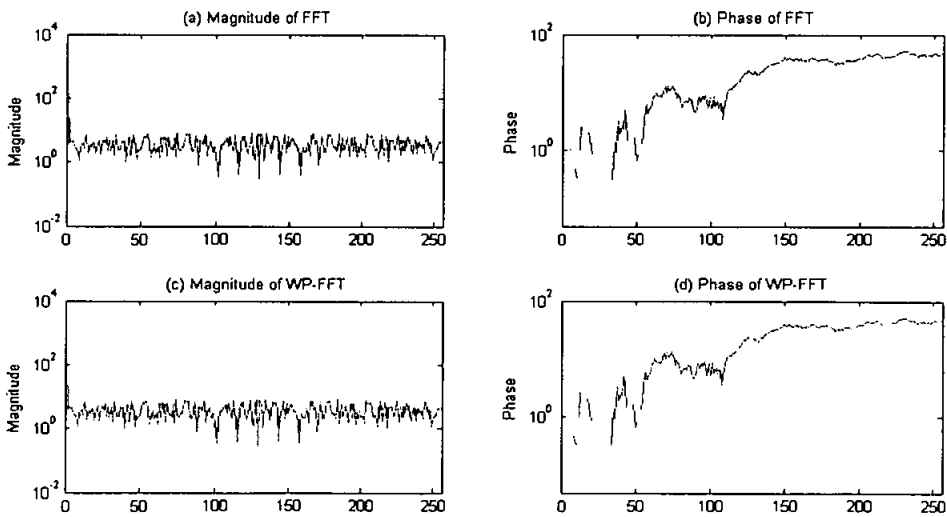 (a) Magnitude of FFT
10^4
10^2
10^0
10^-2
Magnitude
0 50 100 150 200 250
(b) Phase of FFT
10^2
10^0
Phase
0 50 100 150 200 250
(c) Magnitude of WP-FFT
10^4
10^2
10^0
10^-2
Magnitude
0 50 100 150 200 250
(d) Phase of WP-FFT
10^2
10^0
Phase
0 50 100 150 200 250